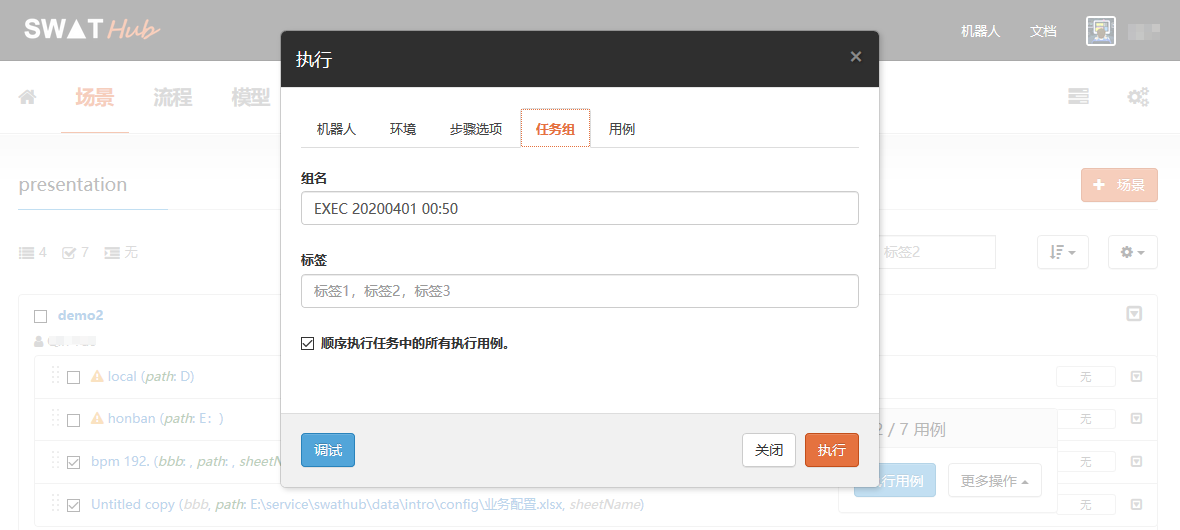 SWAT Hub
机器人 文档
执行 ×
场景 流程 模型
机器人 环境 步骤选项 任务组 用例
presentation
+ 场景
组名
EXEC 20200401 00:50
4 7 无
标签2
标签
标签1，标签2，标签3
demo2
顺序执行任务中的所有执行用例。
local (path: D)
无
honban (path: E: )
无
2 / 7 用例
调试 关闭 执行
bpm 192. (bbb: , path: , sheetN
无
行用例 更多操作
Untitled copy (bbb, path: E:\service\swathub\data\intro\config\业务配置.xlsx, sheetName)
无